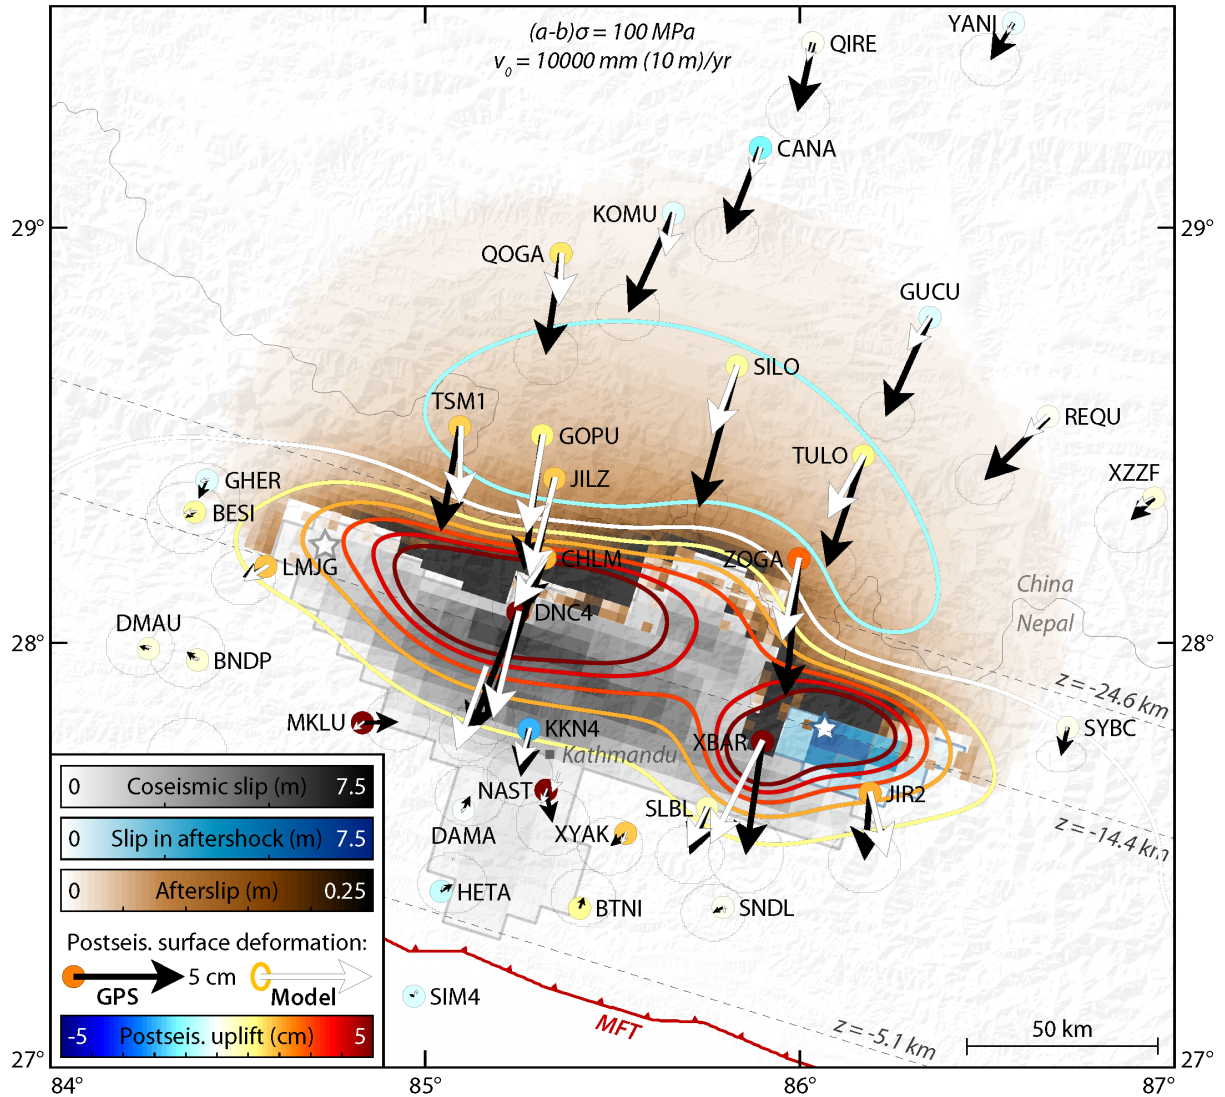 (a-b)σ = 100 MPa
v₀ = 10000 mm (10 m)/yr
YANI
QIRE
CANA
KOMU
29°
29°
QOGA
GUCU
SILO
TSM1
GOPU
REQU
TULO
JILZ
XZZF
GHER
BESI
CHLM
ZOGA
LMJG
China
DNC4
Nepal
DMAU
28°
28°
BNDP
z = -24.6 km
MKLU
KKN4
XBAR
SYBC
Kathmandu
NAST
SLBL
JIR2
DAMA
XYAK
z = -14.4 km
HETA
BTNI
SNDL
SIM4
MFT
z = -5.1 km
50 km
0 Coseismic slip (m) 7.5
0 Slip in aftershock (m) 7.5
0 Afterslip (m) 0.25
Postseis. surface deformation:
5 cm
GPS
Model
-5 Postseis. uplift (cm) 5
27°
27°
84°
85°
86°
87°